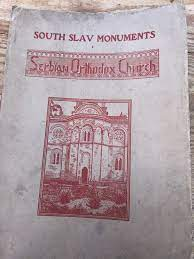 SOUTH SLAV MONUMENTS
Serbian Orthodox Church